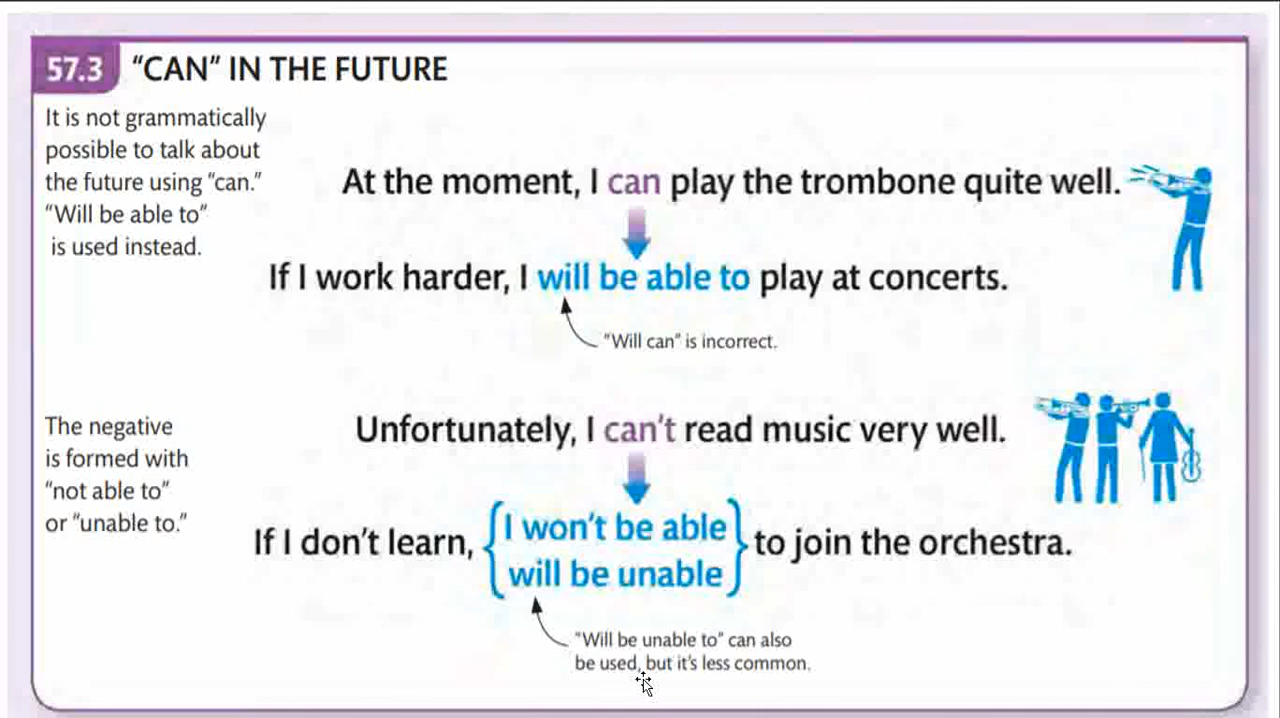 57.3 "CAN" IN THE FUTURE
It is not grammatically
possible to talk about
the future using "can."
"Will be able to"
is used instead.
At the moment, I can play the trombone quite well.
If I work harder, I will be able to play at concerts.
"Will can" is incorrect.
The negative
is formed with
"not able to"
or "unable to."
Unfortunately, I can't read music very well.
If I don't learn, { I won't be able } to join the orchestra.
will be unable
"Will be unable to" can also
be used, but it's less common.